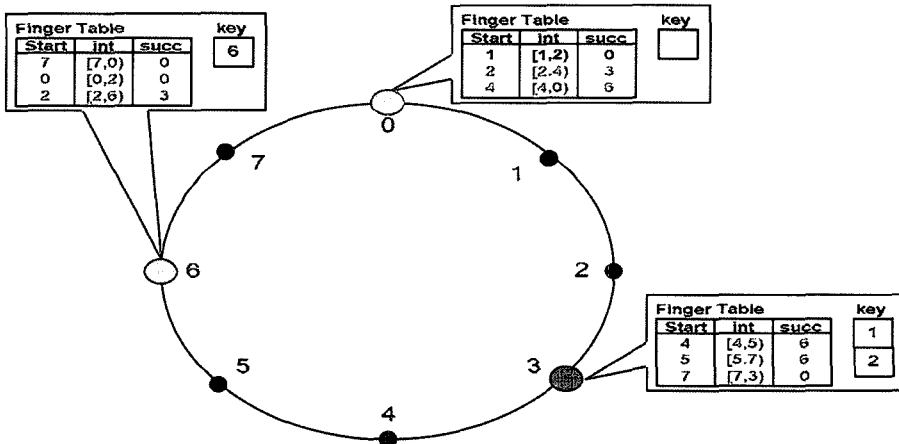 Finger Table key
Start int succ 6
7 [7,0) 0
0 [0,2) 0
2 [2,6) 3
Finger Table key
Start int succ
1 [1,2) 0
2 [2.4) 3
4 [4,0) 6
0
7
1
6
2
Finger Table key
Start int succ 1
4 [4,5) 6
5 [5.7) 6 2
7 [7,3) 0
3
5
4